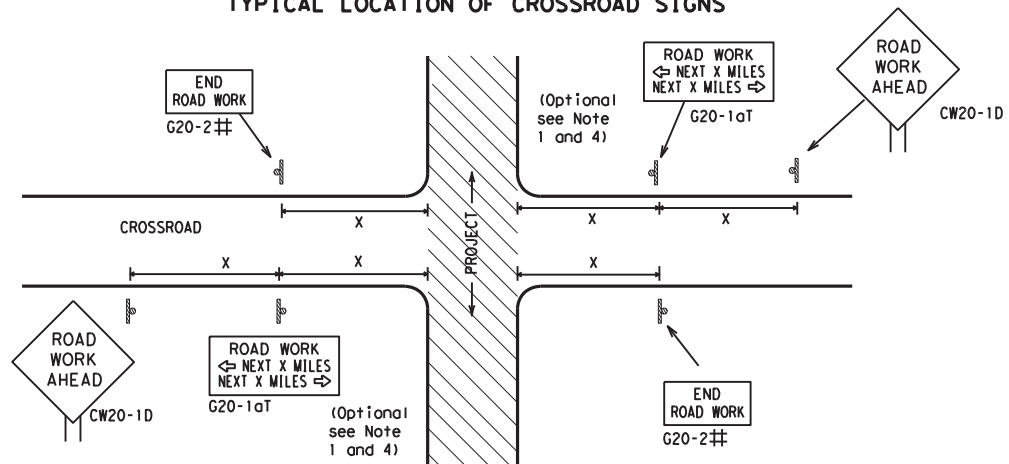 TYPICAL LOCATION OF CROSSROAD SIGNS
END
ROAD WORK
G20-2⌗
(Optional
see Note
1 and 4)
ROAD WORK
⇦ NEXT X MILES
NEXT X MILES ⇨
G20-1aT
ROAD
WORK
AHEAD
CW20-1D
X
X
X
CROSSROAD
PROJECT
X
X
X
ROAD
WORK
AHEAD
CW20-1D
ROAD WORK
⇦ NEXT X MILES
NEXT X MILES ⇨
G20-1aT
(Optional
see Note
1 and 4)
END
ROAD WORK
G20-2⌗